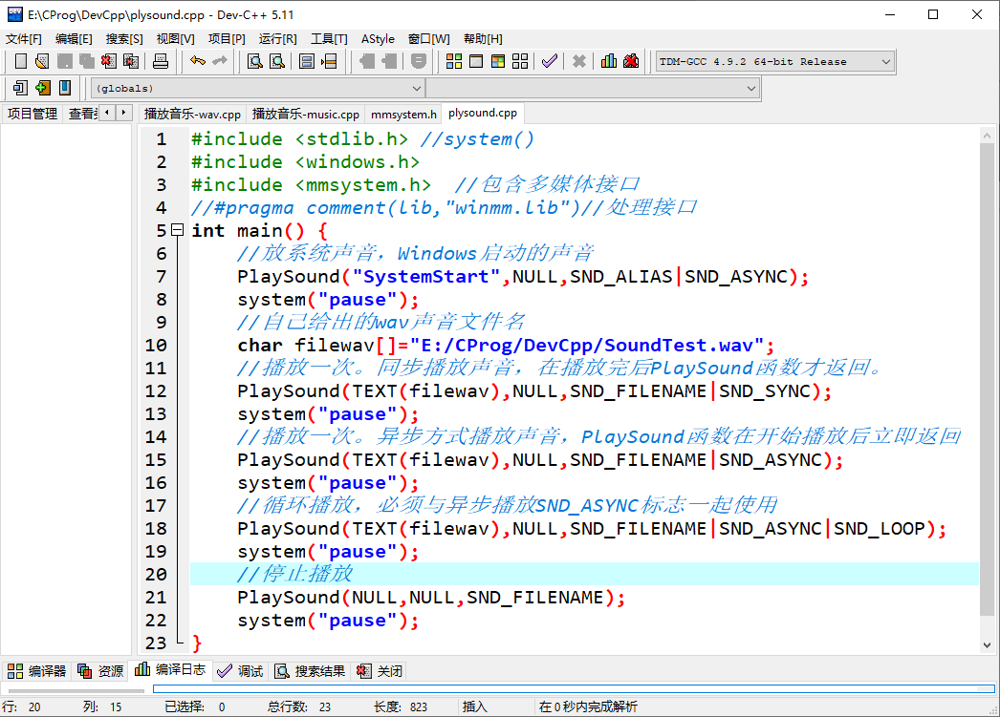 E:\CProg\DevCpp\plysound.cpp - Dev-C++ 5.11
文件[F] 编辑[E] 搜索[S] 视图[V] 项目[P] 运行[R] 工具[T] AStyle 窗口[W] 帮助[H]
TDM-GCC 4.9.2 64-bit Release
(globals)
项目管理 查看 播放音乐-wav.cpp 播放音乐-music.cpp mmsystem.h plysound.cpp
1 #include <stdlib.h> //system()
2 #include <windows.h>
3 #include <mmsystem.h> //包含多媒体接口
4 //#pragma comment(lib,"winmm.lib")//处理接口
5 int main() {
6 //放系统声音，Windows启动的声音
7 PlaySound("SystemStart",NULL,SND_ALIAS|SND_ASYNC);
8 system("pause");
9 //自己给出的wav声音文件名
10 char filewav[]="E:/CProg/DevCpp/SoundTest.wav";
11 //播放一次。同步播放声音，在播放完后PlaySound函数才返回。
12 PlaySound(TEXT(filewav),NULL,SND_FILENAME|SND_SYNC);
13 system("pause");
14 //播放一次。异步方式播放声音，PlaySound函数在开始播放后立即返回
15 PlaySound(TEXT(filewav),NULL,SND_FILENAME|SND_ASYNC);
16 system("pause");
17 //循环播放，必须与异步播放SND_ASYNC标志一起使用
18 PlaySound(TEXT(filewav),NULL,SND_FILENAME|SND_ASYNC|SND_LOOP);
19 system("pause");
20 //停止播放
21 PlaySound(NULL,NULL,SND_FILENAME);
22 system("pause");
23 }
编译器 资源 编译日志 调试 搜索结果 关闭
行: 20 列: 15 已选择: 0 总行数: 23 长度: 823 插入 在 0 秒内完成解析